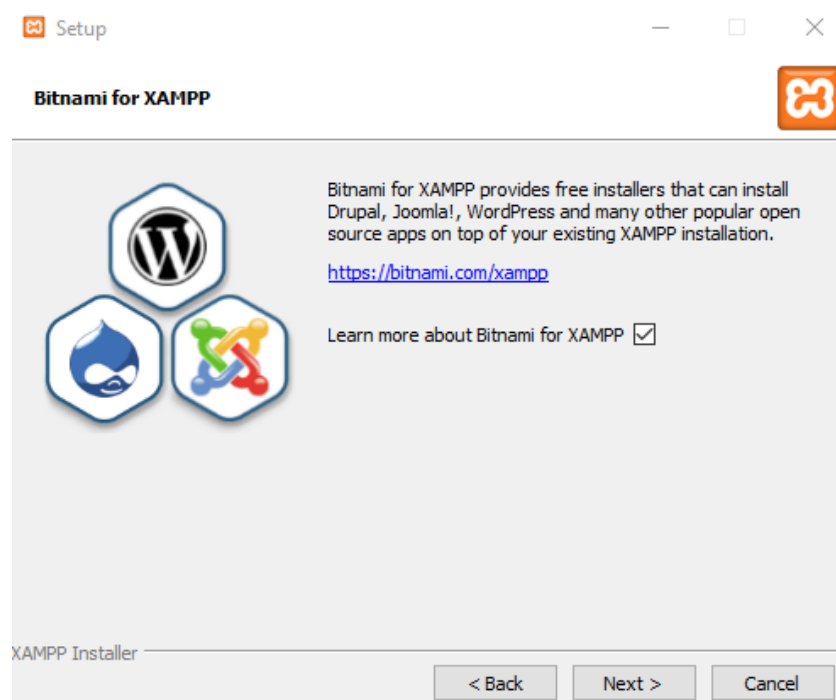 Setup
Bitnami for XAMPP
Bitnami for XAMPP provides free installers that can install
Drupal, Joomla!, WordPress and many other popular open
source apps on top of your existing XAMPP installation.
https://bitnami.com/xampp
Learn more about Bitnami for XAMPP
XAMPP Installer
< Back Next > Cancel